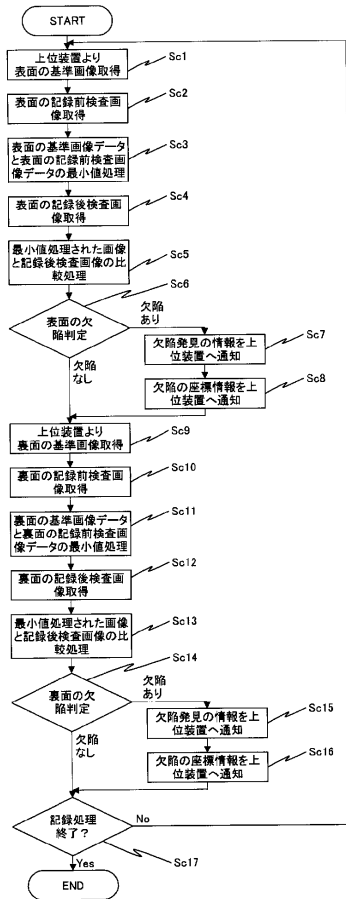 START
上位装置より
表面の基準画像取得
Sc1
表面の記録前検査画
像取得
Sc2
表面の基準画像データ
と表面の記録前検査画
像データの最小値処理
Sc3
表面の記録後検査画
像取得
Sc4
最小値処理された画像
と記録後検査画像の比
較処理
Sc5
Sc6
表面の欠
陥判定
欠陥
あり
欠陥
なし
欠陥発見の情報を上
位装置へ通知
Sc7
欠陥の座標情報を上
位装置へ通知
Sc8
上位装置より
裏面の基準画像取得
Sc9
裏面の記録前検査画
像取得
Sc10
裏面の基準画像データ
と裏面の記録前検査画
像データの最小値処理
Sc11
裏面の記録後検査画
像取得
Sc12
最小値処理された画像
と記録後検査画像の比
較処理
Sc13
Sc14
裏面の欠
陥判定
欠陥
あり
欠陥
なし
欠陥発見の情報を上
位装置へ通知
Sc15
欠陥の座標情報を上
位装置へ通知
Sc16
記録処理
終了？
No
Yes
Sc17
END